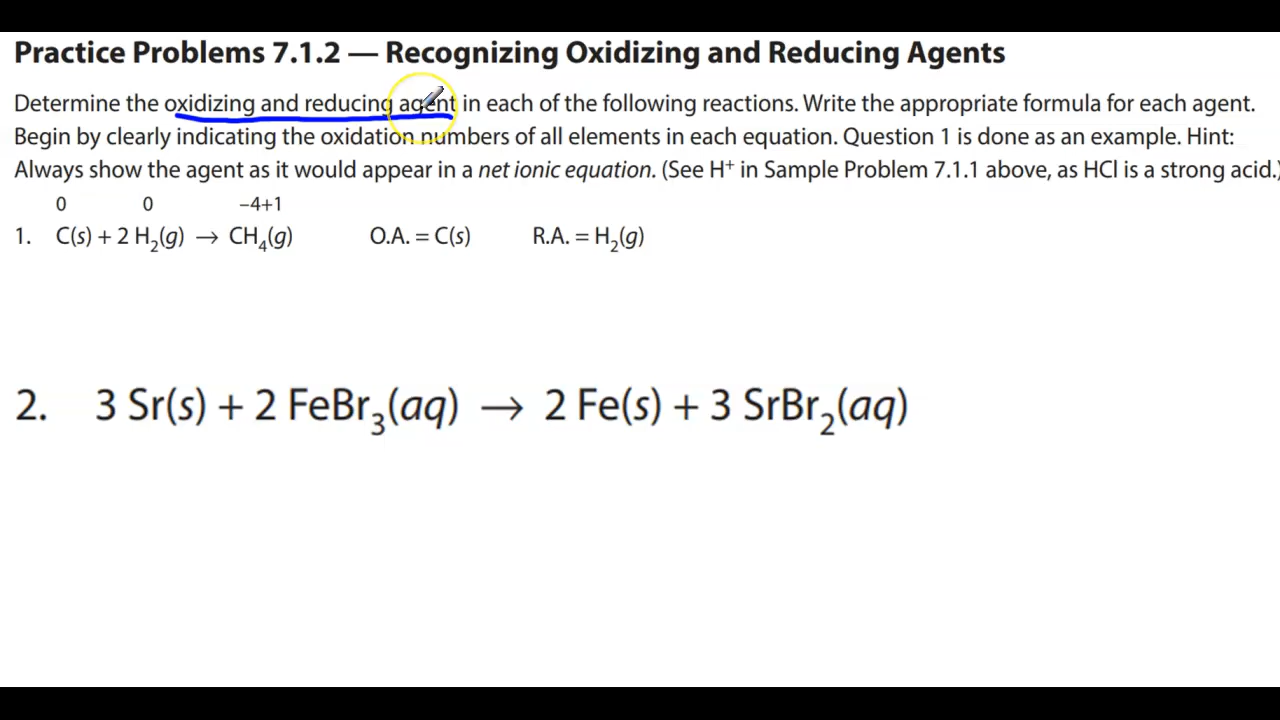 Practice Problems 7.1.2 — Recognizing Oxidizing and Reducing Agents
Determine the oxidizing and reducing agent in each of the following reactions. Write the appropriate formula for each agent.
Begin by clearly indicating the oxidation numbers of all elements in each equation. Question 1 is done as an example. Hint:
Always show the agent as it would appear in a net ionic equation. (See H⁺ in Sample Problem 7.1.1 above, as HCl is a strong acid.)
0 0 –4+1
1. C(s) + 2 H₂(g) → CH₄(g) O.A. = C(s) R.A. = H₂(g)
2. 3 Sr(s) + 2 FeBr₃(aq) → 2 Fe(s) + 3 SrBr₂(aq)